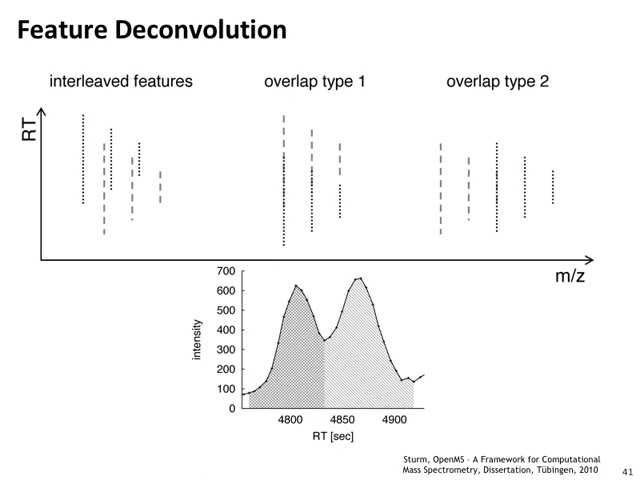 Feature Deconvolution
interleaved features
overlap type 1
overlap type 2
RT
m/z
700
600
500
400
300
200
100
0
intensity
4800
4850
4900
RT [sec]
Sturm, OpenMS – A Framework for Computational
Mass Spectrometry, Dissertation, Tübingen, 2010
41